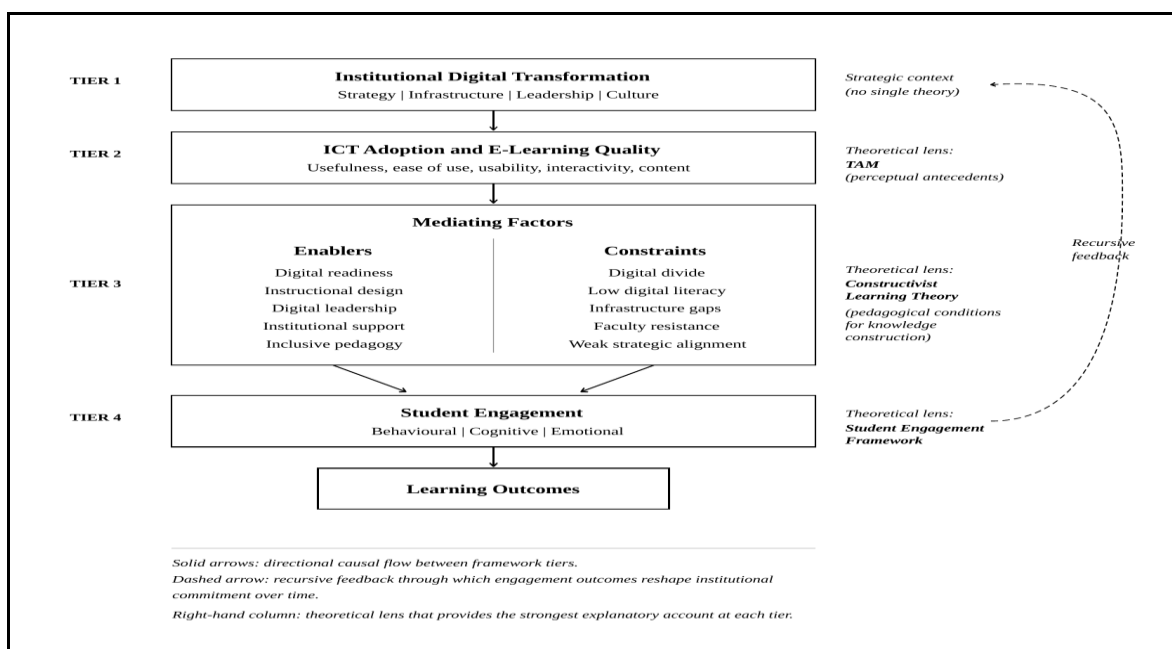 TIER 1
Institutional Digital Transformation
Strategy | Infrastructure | Leadership | Culture
Strategic context
(no single theory)
TIER 2
ICT Adoption and E-Learning Quality
Usefulness, ease of use, usability, interactivity, content
Theoretical lens:
TAM
(perceptual antecedents)
Recursive
feedback
TIER 3
Mediating Factors
Enablers
Digital readiness
Instructional design
Digital leadership
Institutional support
Inclusive pedagogy
Constraints
Digital divide
Low digital literacy
Infrastructure gaps
Faculty resistance
Weak strategic alignment
Theoretical lens:
Constructivist
Learning Theory
(pedagogical conditions
for knowledge
construction)
TIER 4
Student Engagement
Behavioural | Cognitive | Emotional
Theoretical lens:
Student Engagement
Framework
Learning Outcomes
Solid arrows: directional causal flow between framework tiers.
Dashed arrow: recursive feedback through which engagement outcomes reshape institutional
commitment over time.
Right-hand column: theoretical lens that provides the strongest explanatory account at each tier.